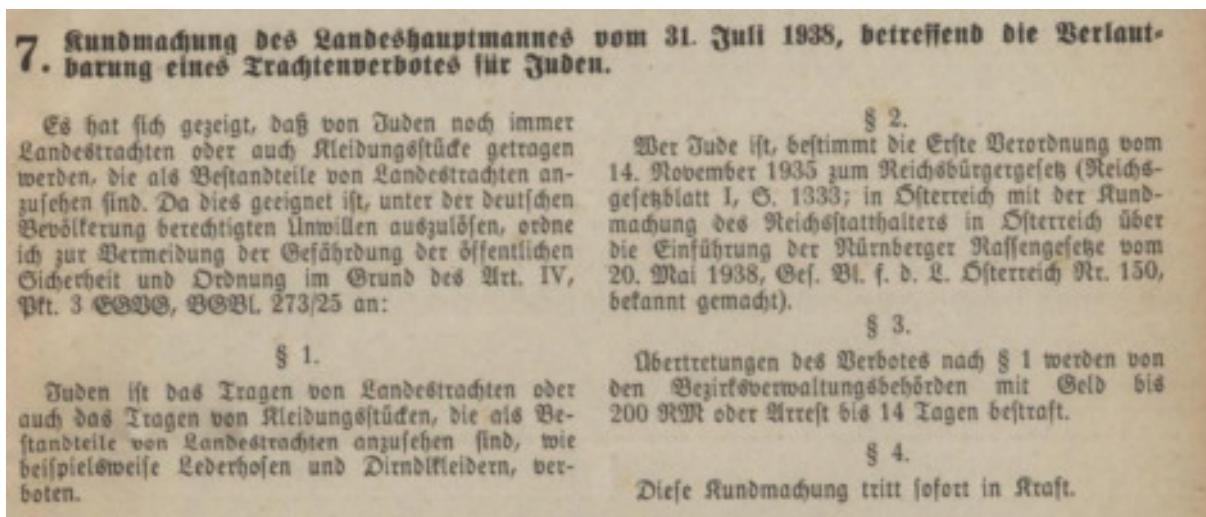 7. Kundmachung des Landeshauptmannes vom 31. Juli 1938, betreffend die Verlaut-
barung eines Trachtenverbotes für Juden.
Es hat sich gezeigt, daß von Juden noch immer
Landestrachten oder auch Kleidungsstücke getragen
werden, die als Bestandteile von Landestrachten an-
zusehen sind. Da dies geeignet ist, unter der deutschen
Bevölkerung berechtigten Unwillen auszulösen, ordne
ich zur Vermeidung der Gefährdung der öffentlichen
Sicherheit und Ordnung im Grund des Art. IV,
Pkt. 3 EGVG, BGBl. 273/25 an:
§ 1.
Juden ist das Tragen von Landestrachten oder
auch das Tragen von Kleidungsstücken, die als Be-
standteile von Landestrachten anzusehen sind, wie
beispielsweise Lederhosen und Dirndlkleidern, ver-
boten.
§ 2.
Wer Jude ist, bestimmt die Erste Verordnung vom
14. November 1935 zum Reichsbürgergesetz (Reichs-
gesetzblatt I, S. 1333; in Österreich mit der Kund-
machung des Reichsstatthalters in Österreich über
die Einführung der Nürnberger Rassengesetze vom
20. Mai 1938, Ges. Bl. f. d. L. Österreich Nr. 150,
bekannt gemacht).
§ 3.
Übertretungen des Verbotes nach § 1 werden von
den Bezirksverwaltungsbehörden mit Geld bis
200 RM oder Arrest bis 14 Tagen bestraft.
§ 4.
Diese Kundmachung tritt sofort in Kraft.